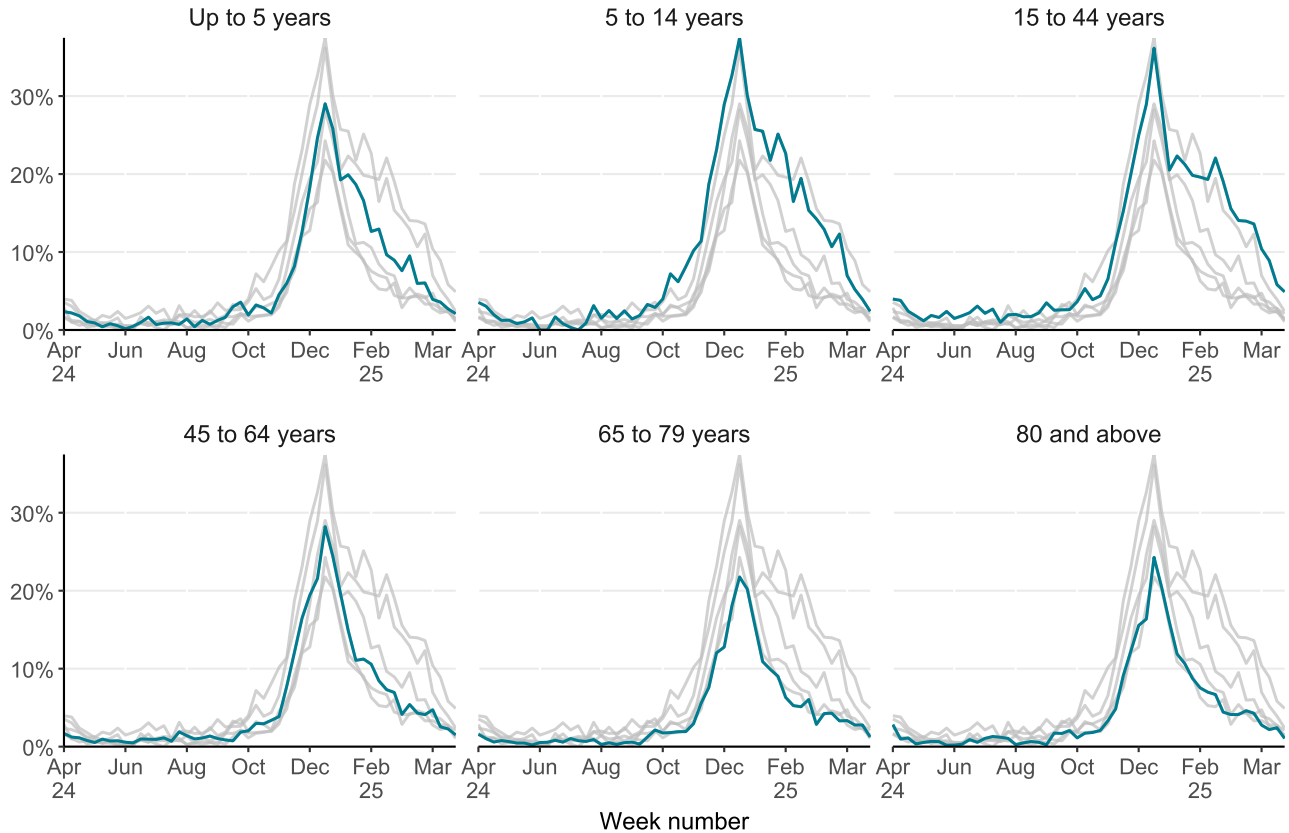 Up to 5 years
5 to 14 years
15 to 44 years
30%
20%
10%
0%
Apr Jun Aug Oct Dec Feb Mar
24 25
Apr Jun Aug Oct Dec Feb Mar
24 25
Apr Jun Aug Oct Dec Feb Mar
24 25
45 to 64 years
65 to 79 years
80 and above
30%
20%
10%
0%
Apr Jun Aug Oct Dec Feb Mar
24 25
Apr Jun Aug Oct Dec Feb Mar
24 25
Apr Jun Aug Oct Dec Feb Mar
24 25
Week number